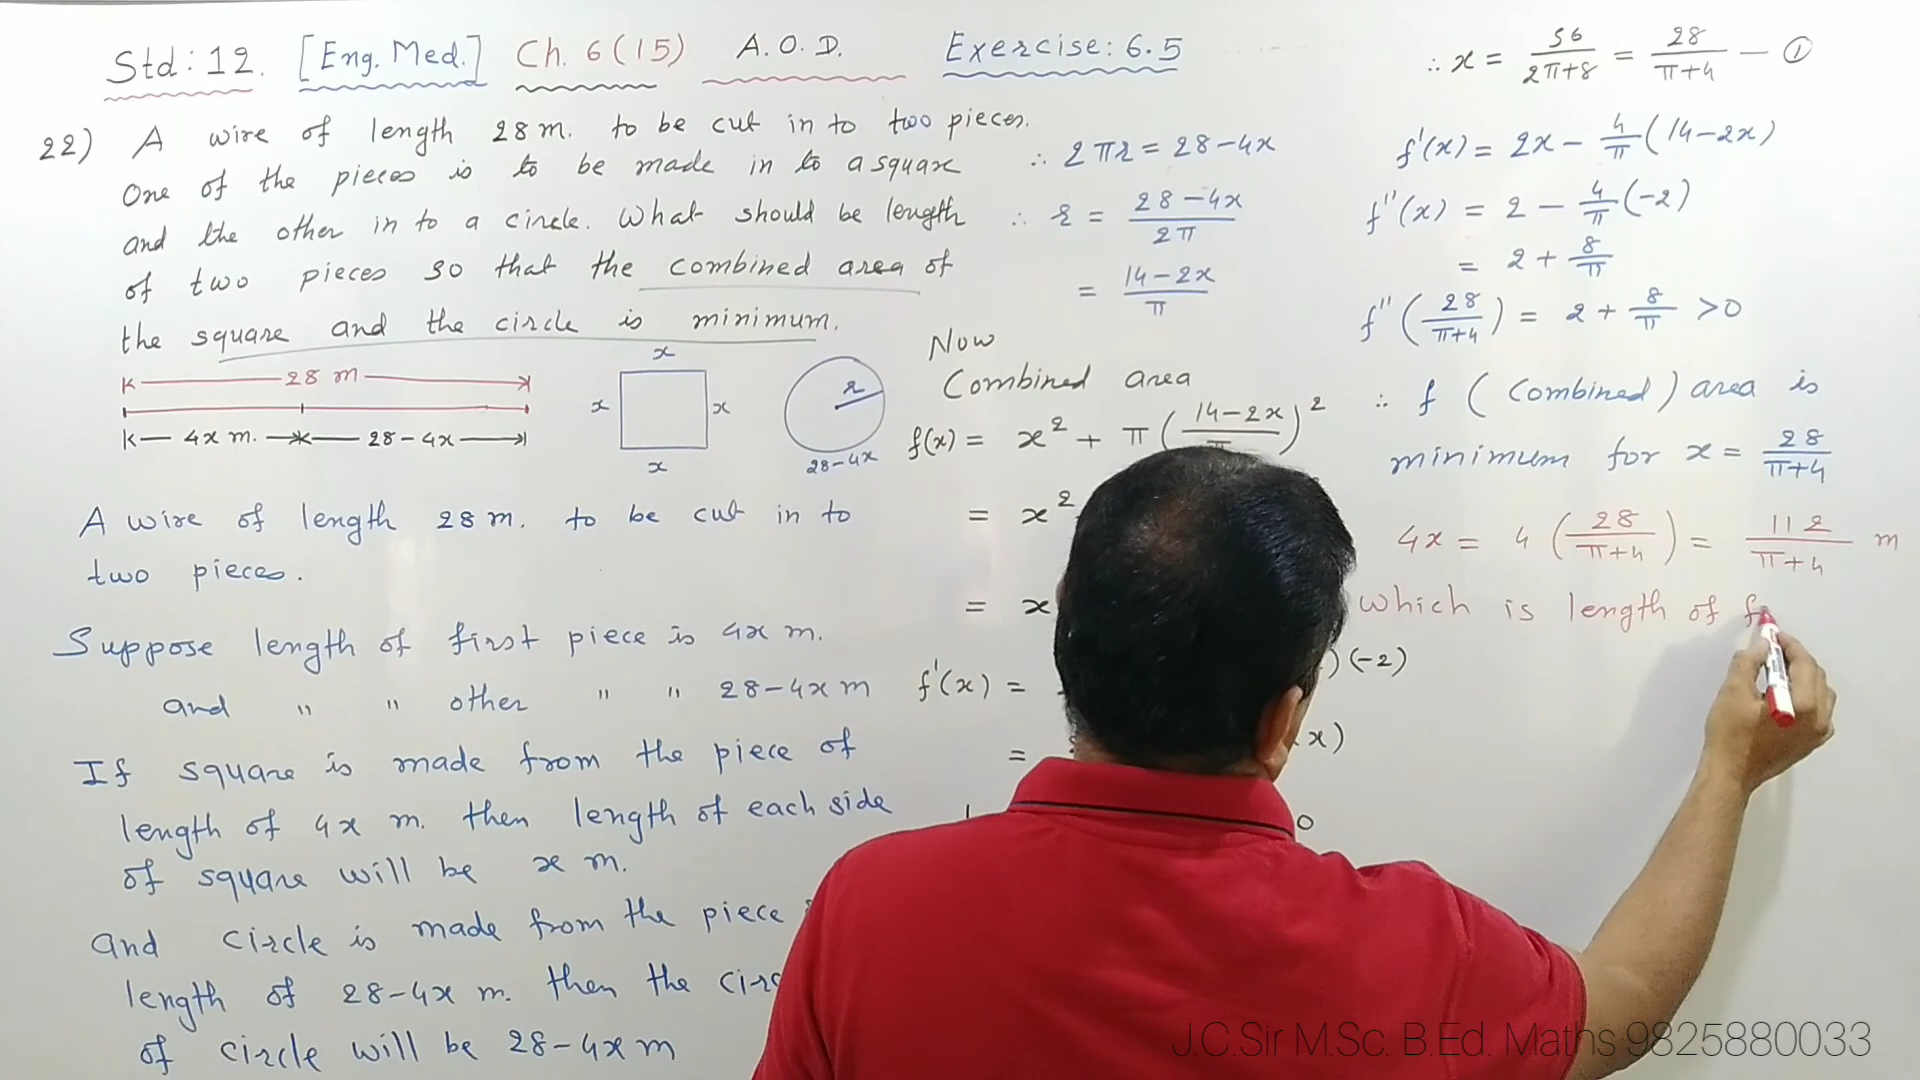 Std: 12. [Eng. Med.] Ch. 6 (15) A.O.D. Exercise: 6.5
22) A wire of length 28 m. to be cut in to two pieces.
One of the pieces is to be made in to a square
and the other in to a circle. What should be length
of two pieces so that the combined area of
the square and the circle is minimum.
28 m
4x m. 28-4x
x
x x
x
r
28-4x
A wire of length 28 m. to be cut in to
two pieces.
Suppose length of first piece is 4x m.
and " " other " " 28-4x m
If square is made from the piece of
length of 4x m. then length of each side
of square will be x m.
and circle is made from the piece
length of 28-4x m. then the
of circle will be 28-4x m
∴ 2πr = 28-4x
∴ r = (28-4x)/2π
= (14-2x)/π
Now
Combined area
f(x) = x² + π((14-2x)/π)²
= x²
= x
f'(x) = )(-2)
= x)
0
∴ x = 56/(2π+8) = 28/(π+4) — ①
f'(x) = 2x - 4/π (14-2x)
f''(x) = 2 - 4/π (-2)
= 2 + 8/π
f''(28/(π+4)) = 2 + 8/π >0
∴ f (Combined) area is
minimum for x = 28/(π+4)
4x = 4 (28/(π+4)) = 112/(π+4) m
which is length of f
J.C.Sir M.Sc. B.Ed. Maths 9825880033